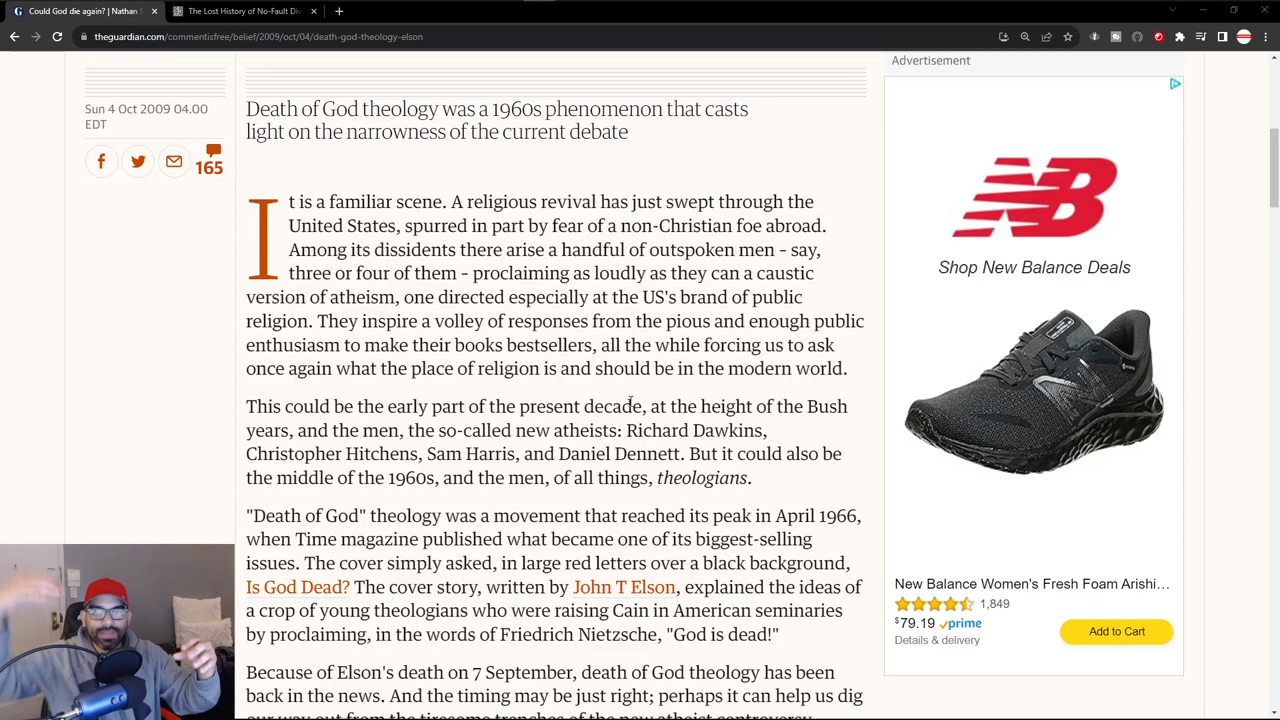 Could God die again? | Nathan
The Lost History of No-Fault Div
theguardian.com/commentisfree/belief/2009/oct/04/death-god-theology-elson
Sun 4 Oct 2009 04.00
EDT
165
Death of God theology was a 1960s phenomenon that casts
light on the narrowness of the current debate
It is a familiar scene. A religious revival has just swept through the
United States, spurred in part by fear of a non-Christian foe abroad.
Among its dissidents there arise a handful of outspoken men – say,
three or four of them – proclaiming as loudly as they can a caustic
version of atheism, one directed especially at the US's brand of public
religion. They inspire a volley of responses from the pious and enough public
enthusiasm to make their books bestsellers, all the while forcing us to ask
once again what the place of religion is and should be in the modern world.
This could be the early part of the present decade, at the height of the Bush
years, and the men, the so-called new atheists: Richard Dawkins,
Christopher Hitchens, Sam Harris, and Daniel Dennett. But it could also be
the middle of the 1960s, and the men, of all things, theologians.
"Death of God" theology was a movement that reached its peak in April 1966,
when Time magazine published what became one of its biggest-selling
issues. The cover simply asked, in large red letters over a black background,
Is God Dead? The cover story, written by John T Elson, explained the ideas of
a crop of young theologians who were raising Cain in American seminaries
by proclaiming, in the words of Friedrich Nietzsche, "God is dead!"
Because of Elson's death on 7 September, death of God theology has been
back in the news. And the timing may be just right; perhaps it can help us dig
our way out from the tiresome trenches of the new atheist controversy.
Advertisement
NB
Shop New Balance Deals
New Balance Women's Fresh Foam Arishi...
1,849
$79.19 prime
Details & delivery
Add to Cart